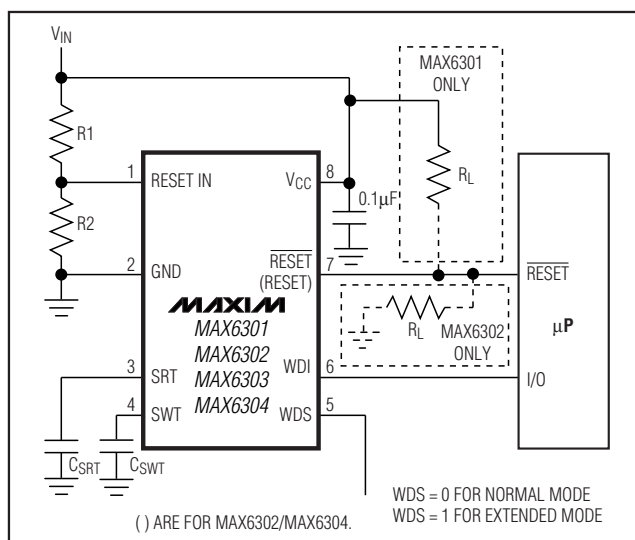 V_IN
MAX6301
ONLY
R1
1
RESET IN
V_CC
8
R_L
0.1µF
R2
2
GND
R̅E̅S̅E̅T̅
(RESET)
7
R̅E̅S̅E̅T̅
MAXIM
MAX6301
MAX6302
MAX6303
MAX6304
R_L
MAX6302
ONLY
µP
3
SRT
WDI
6
I/O
4
SWT
WDS
5
C_SRT
C_SWT
( ) ARE FOR MAX6302/MAX6304.
WDS = 0 FOR NORMAL MODE
WDS = 1 FOR EXTENDED MODE